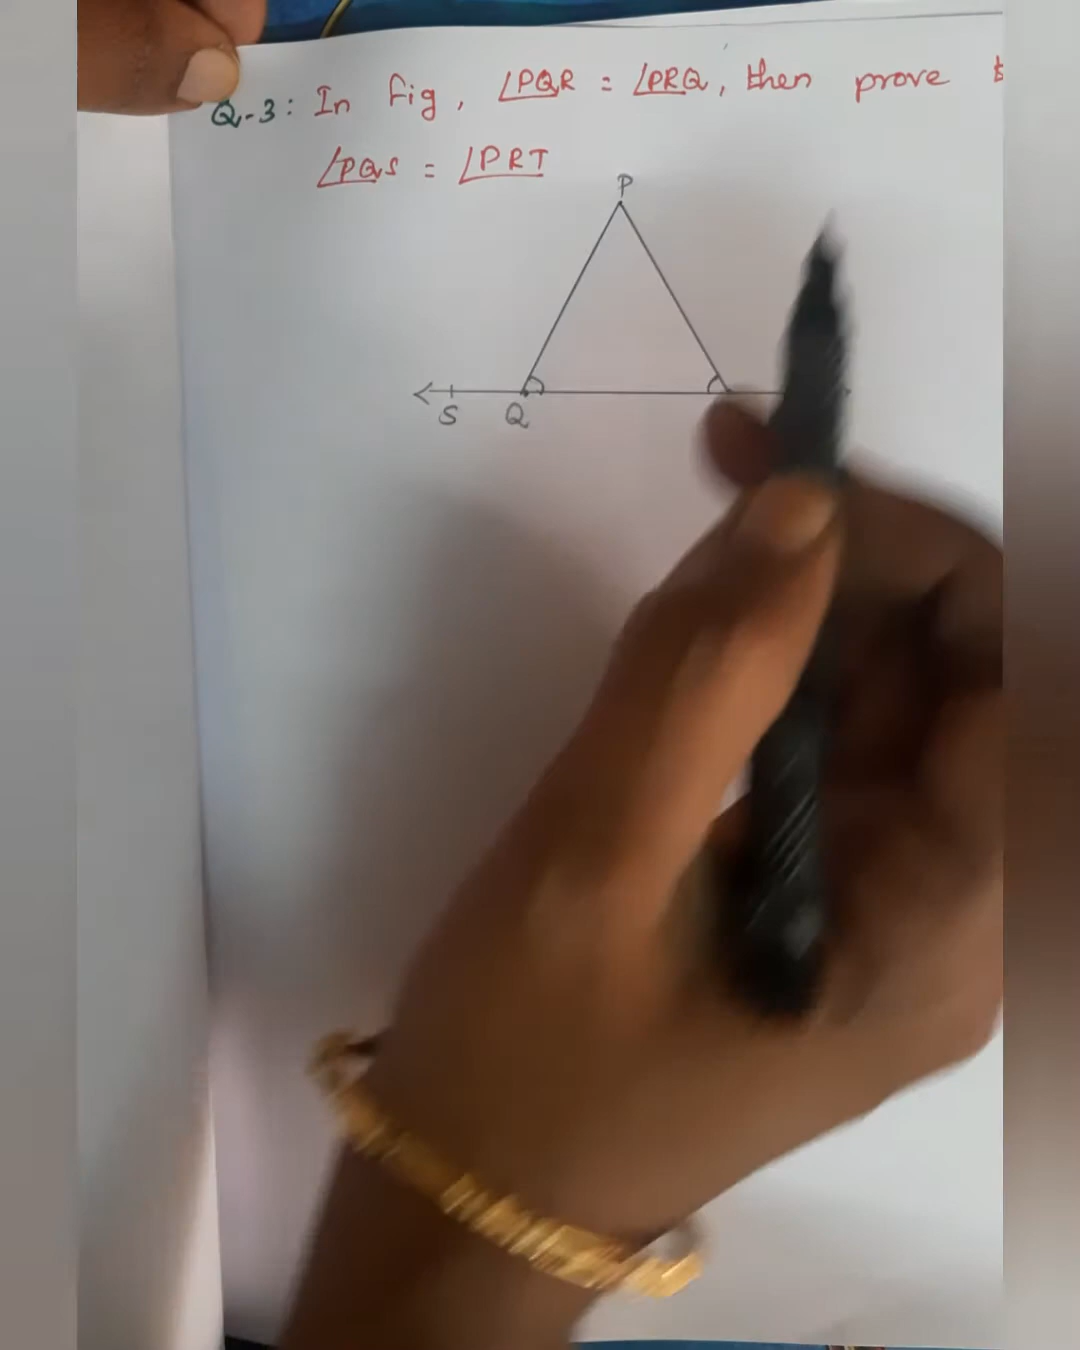 Q-3: In fig, ∠PQR = ∠PRQ, then prove
∠PQS = ∠PRT
P
S Q